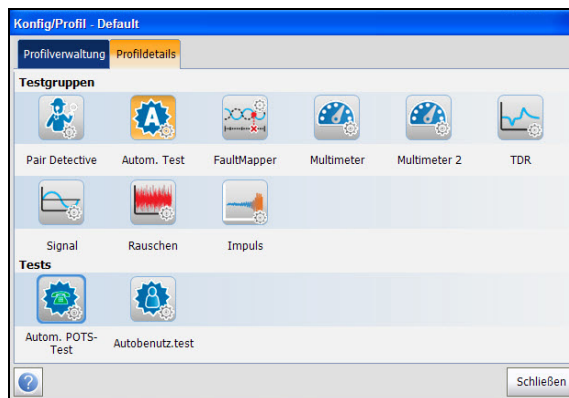 Konfig/Profil - Default
Profilverwaltung Profildetails
Testgruppen
A
Pair Detective Autom. Test FaultMapper Multimeter Multimeter 2 TDR
Signal Rauschen Impuls
Tests
Autom. POTS-
Test
Autobenutz.test
? Schließen